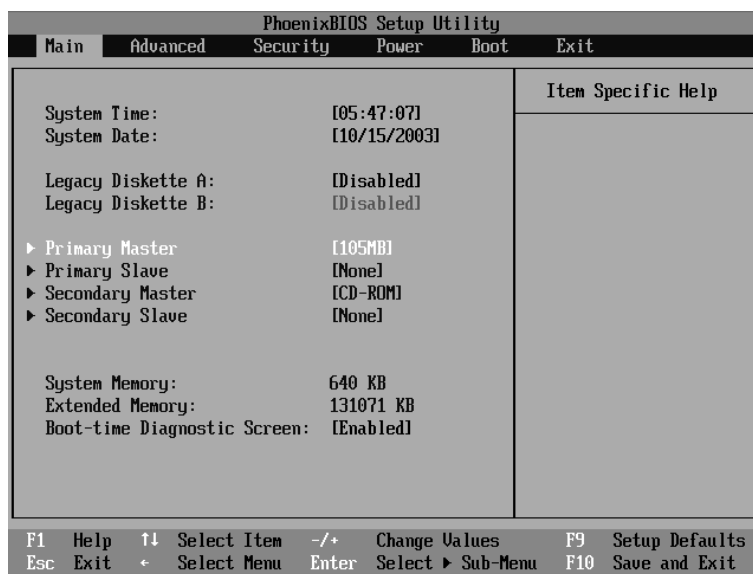 PhoenixBIOS Setup Utility
Main Advanced Security Power Boot Exit
Item Specific Help
System Time: [05:47:07]
System Date: [10/15/2003]
Legacy Diskette A: [Disabled]
Legacy Diskette B: [Disabled]
▶ Primary Master [105MB]
▶ Primary Slave [None]
▶ Secondary Master [CD-ROM]
▶ Secondary Slave [None]
System Memory: 640 KB
Extended Memory: 131071 KB
Boot-time Diagnostic Screen: [Enabled]
F1 Help ↑↓ Select Item -/+ Change Values F9 Setup Defaults
Esc Exit ← Select Menu Enter Select ▶ Sub-Menu F10 Save and Exit